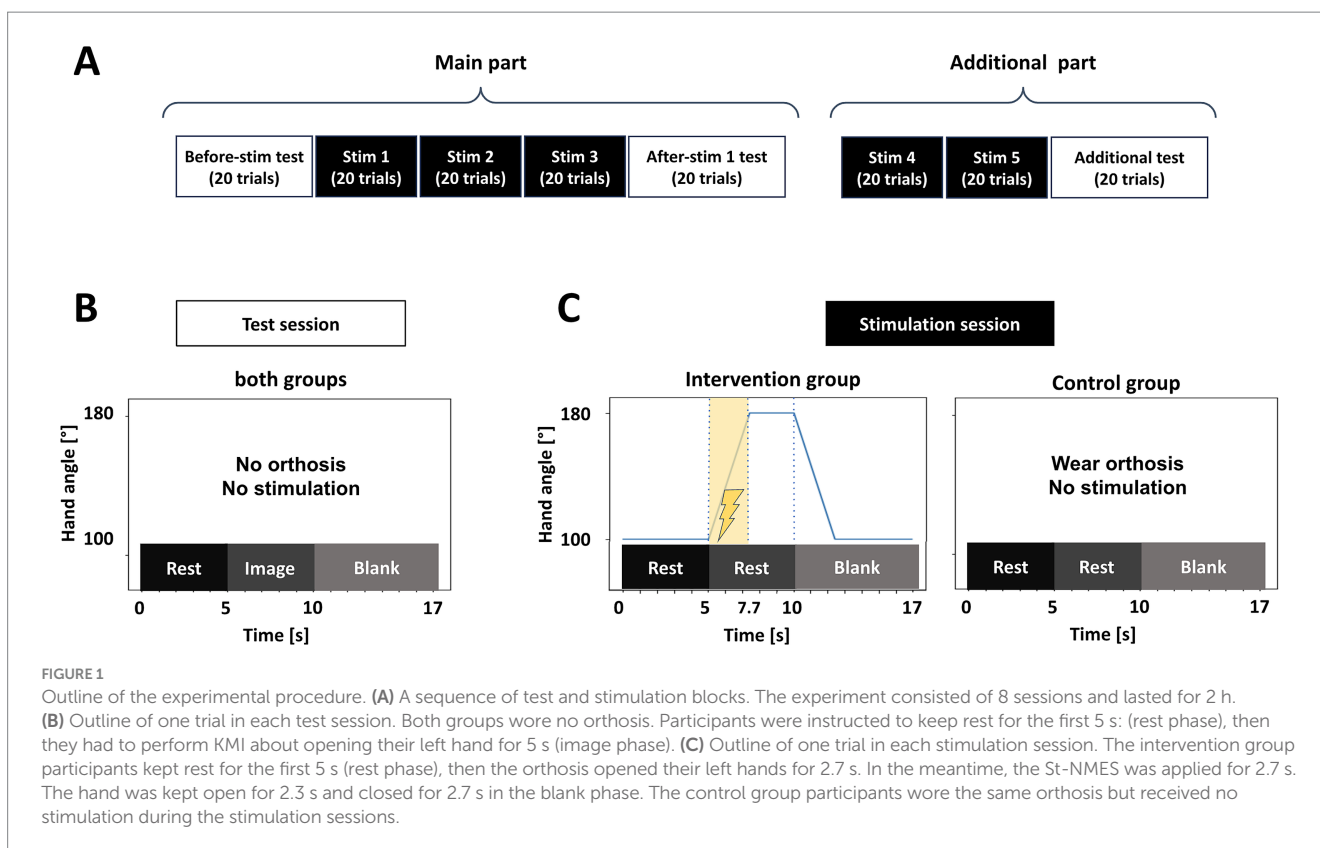 A
Main part
Additional part
Before-stim test
(20 trials)
Stim 1
(20 trials)
Stim 2
(20 trials)
Stim 3
(20 trials)
After-stim 1 test
(20 trials)
Stim 4
(20 trials)
Stim 5
(20 trials)
Additional test
(20 trials)
B
Test session
both groups
Hand angle [°]
180
100
No orthosis
No stimulation
Rest Image Blank
0 5 10 17
Time [s]
C
Stimulation session
Intervention group
Hand angle [°]
180
100
Rest Rest Blank
0 5 7.7 10 17
Time [s]
Control group
Wear orthosis
No stimulation
Rest Rest Blank
0 5 10 17
Time [s]
FIGURE 1
Outline of the experimental procedure. (A) A sequence of test and stimulation blocks. The experiment consisted of 8 sessions and lasted for 2 h.
(B) Outline of one trial in each test session. Both groups wore no orthosis. Participants were instructed to keep rest for the first 5 s: (rest phase), then
they had to perform KMI about opening their left hand for 5 s (image phase). (C) Outline of one trial in each stimulation session. The intervention group
participants kept rest for the first 5 s (rest phase), then the orthosis opened their left hands for 2.7 s. In the meantime, the St-NMES was applied for 2.7 s.
The hand was kept open for 2.3 s and closed for 2.7 s in the blank phase. The control group participants wore the same orthosis but received no
stimulation during the stimulation sessions.